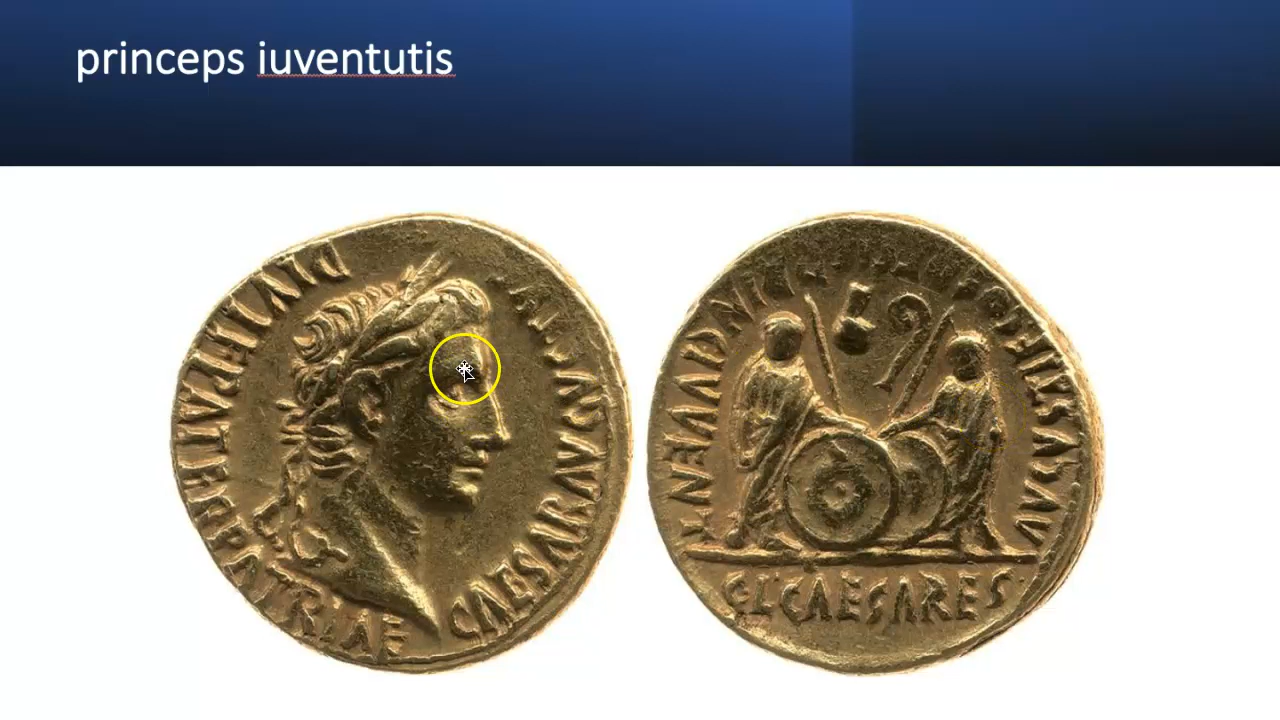 princeps iuventutis
CAESAR AVGVSTVS
DIVI F PATER PATRIAE
AVGVSTI F COS DESIG PRINC IVVENT
C L CAESARES